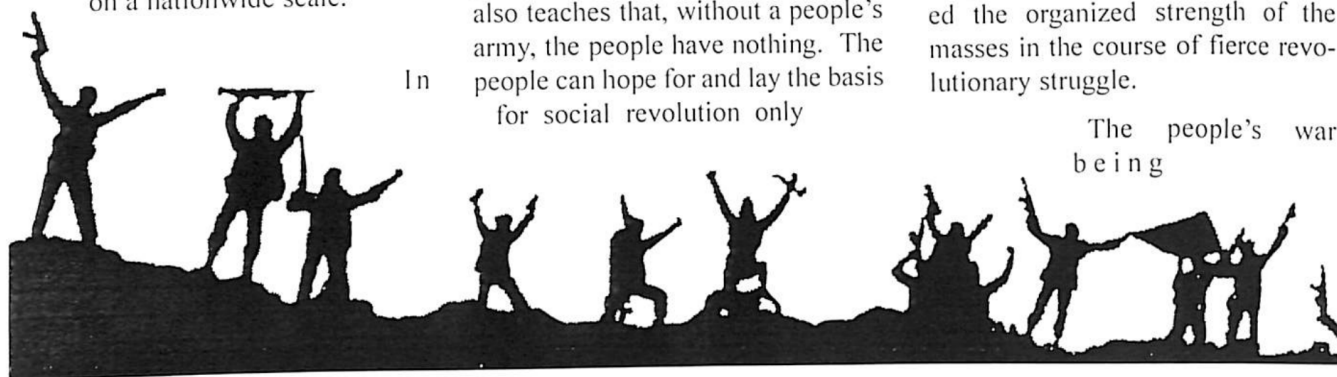 on a nationwide scale.
In
also teaches that, without a people's
army, the people have nothing. The
people can hope for and lay the basis
for social revolution only
ed the organized strength of the
masses in the course of fierce revo-
lutionary struggle.
The people's war
being